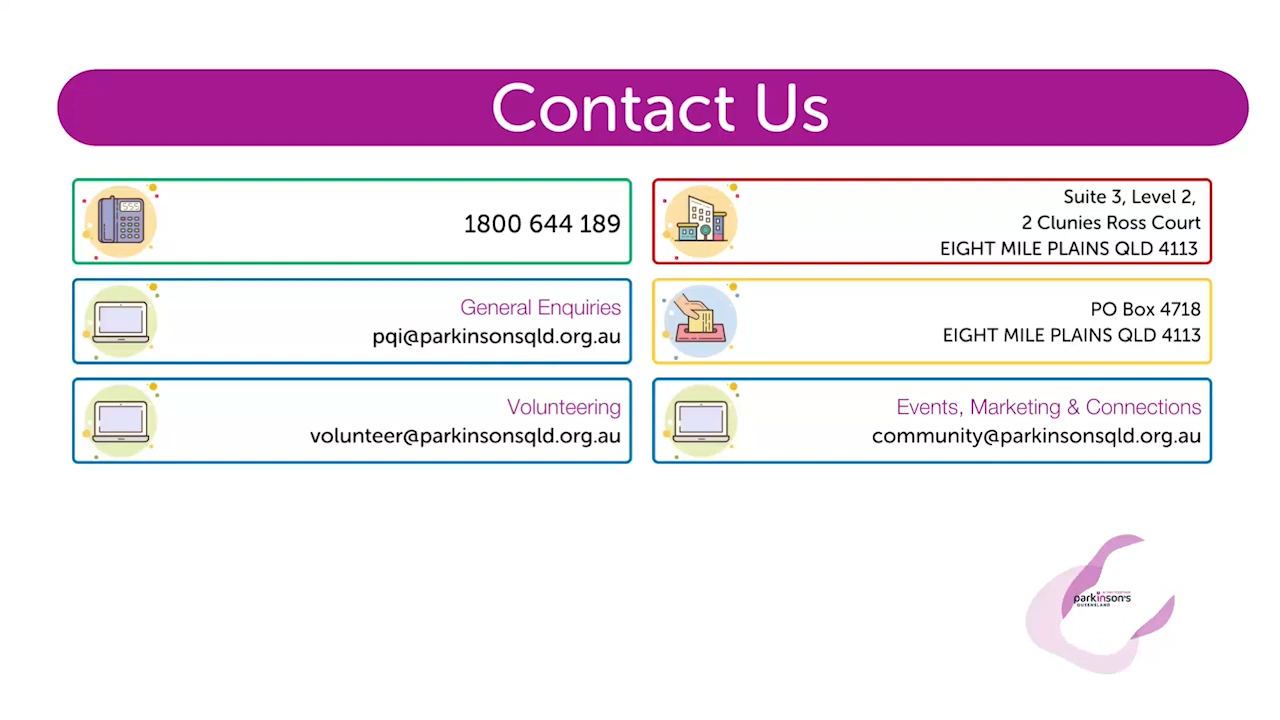 Contact Us
1800 644 189
Suite 3, Level 2,
2 Clunies Ross Court
EIGHT MILE PLAINS QLD 4113
General Enquiries
pqi@parkinsonsqld.org.au
PO Box 4718
EIGHT MILE PLAINS QLD 4113
Volunteering
volunteer@parkinsonsqld.org.au
Events, Marketing & Connections
community@parkinsonsqld.org.au
parkinson's
QUEENSLAND